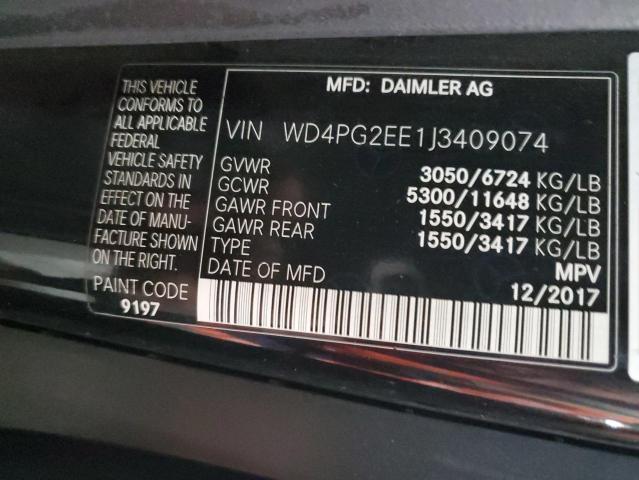 MFD: DAIMLER AG
THIS VEHICLE
CONFORMS TO
ALL APPLICABLE
FEDERAL
VEHICLE SAFETY
STANDARDS IN
EFFECT ON THE
DATE OF MANU-
FACTURE SHOWN
ON THE RIGHT.
PAINT CODE
9197
VIN WD4PG2EE1J3409074
GVWR 3050/6724 KG/LB
GCWR 5300/11648 KG/LB
GAWR FRONT 1550/3417 KG/LB
GAWR REAR 1550/3417 KG/LB
TYPE MPV
DATE OF MFD 12/2017